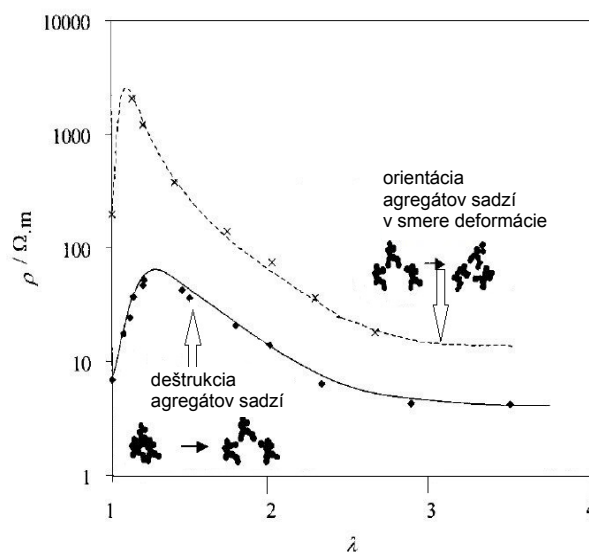 10000
1000
100
10
1
ρ / Ω.m
orientácia
agregátov sadzí
v smere deformácie
deštrukcia
agregátov sadzí
1
2
3
4
λ